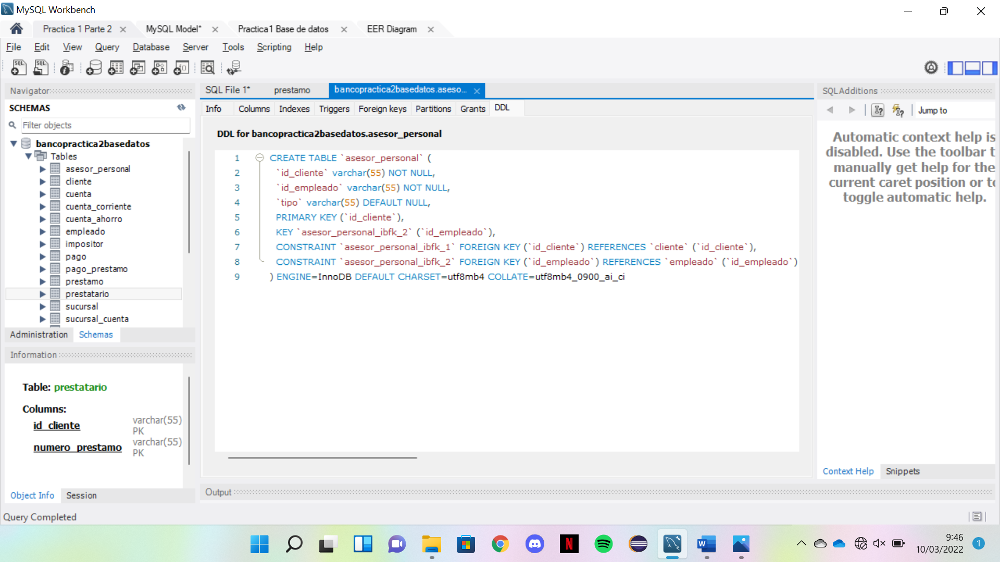 MySQL Workbench
Practica 1 Parte 2
MySQL Model*
Practica1 Base de datos
EER Diagram
File Edit View Query Database Server Tools Scripting Help
Navigator
SCHEMAS
Filter objects
bancopractica2basedatos
Tables
asesor_personal
cliente
cuenta
cuenta_corriente
cuenta_ahorro
empleado
impositor
pago
pago_prestamo
prestamo
prestatario
sucursal
sucursal_cuenta
Administration Schemas
Information
Table: prestatario
Columns:
id_cliente varchar(55) PK
numero_prestamo varchar(55) PK
Object Info Session
Query Completed
SQL File 1* prestamo bancopractica2basedatos.aseso...
Info Columns Indexes Triggers Foreign keys Partitions Grants DDL
DDL for bancopractica2basedatos.asesor_personal
1 CREATE TABLE `asesor_personal` (
2 `id_cliente` varchar(55) NOT NULL,
3 `id_empleado` varchar(55) NOT NULL,
4 `tipo` varchar(55) DEFAULT NULL,
5 PRIMARY KEY (`id_cliente`),
6 KEY `asesor_personal_ibfk_2` (`id_empleado`),
7 CONSTRAINT `asesor_personal_ibfk_1` FOREIGN KEY (`id_cliente`) REFERENCES `cliente` (`id_cliente`),
8 CONSTRAINT `asesor_personal_ibfk_2` FOREIGN KEY (`id_empleado`) REFERENCES `empleado` (`id_empleado`)
9 ) ENGINE=InnoDB DEFAULT CHARSET=utf8mb4 COLLATE=utf8mb4_0900_ai_ci
Output
SQLAdditions
Jump to
Automatic context help is
disabled. Use the toolbar t
manually get help for the
current caret position or to
toggle automatic help.
Context Help Snippets
9:46
10/03/2022
1